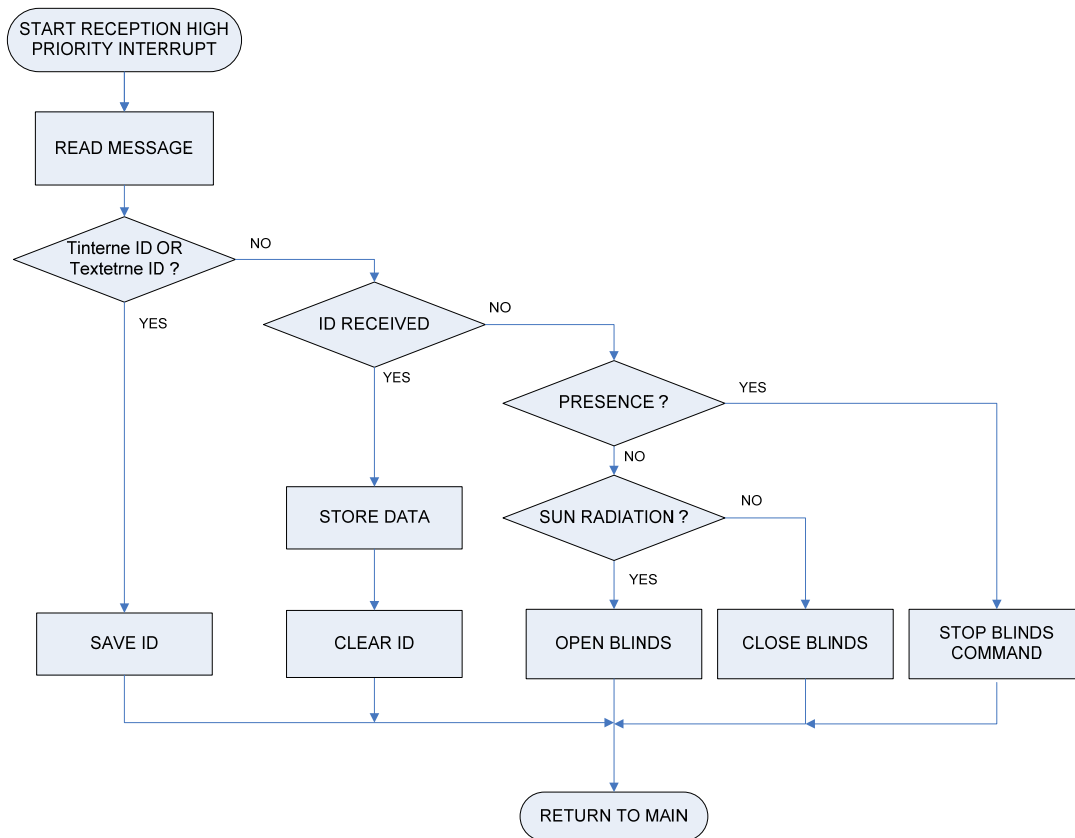 START RECEPTION HIGH
PRIORITY INTERRUPT
READ MESSAGE
Tinterne ID OR
Textetrne ID ?
NO
YES
ID RECEIVED
NO
YES
PRESENCE ?
YES
NO
STORE DATA
SUN RADIATION ?
NO
YES
SAVE ID
CLEAR ID
OPEN BLINDS
CLOSE BLINDS
STOP BLINDS
COMMAND
RETURN TO MAIN